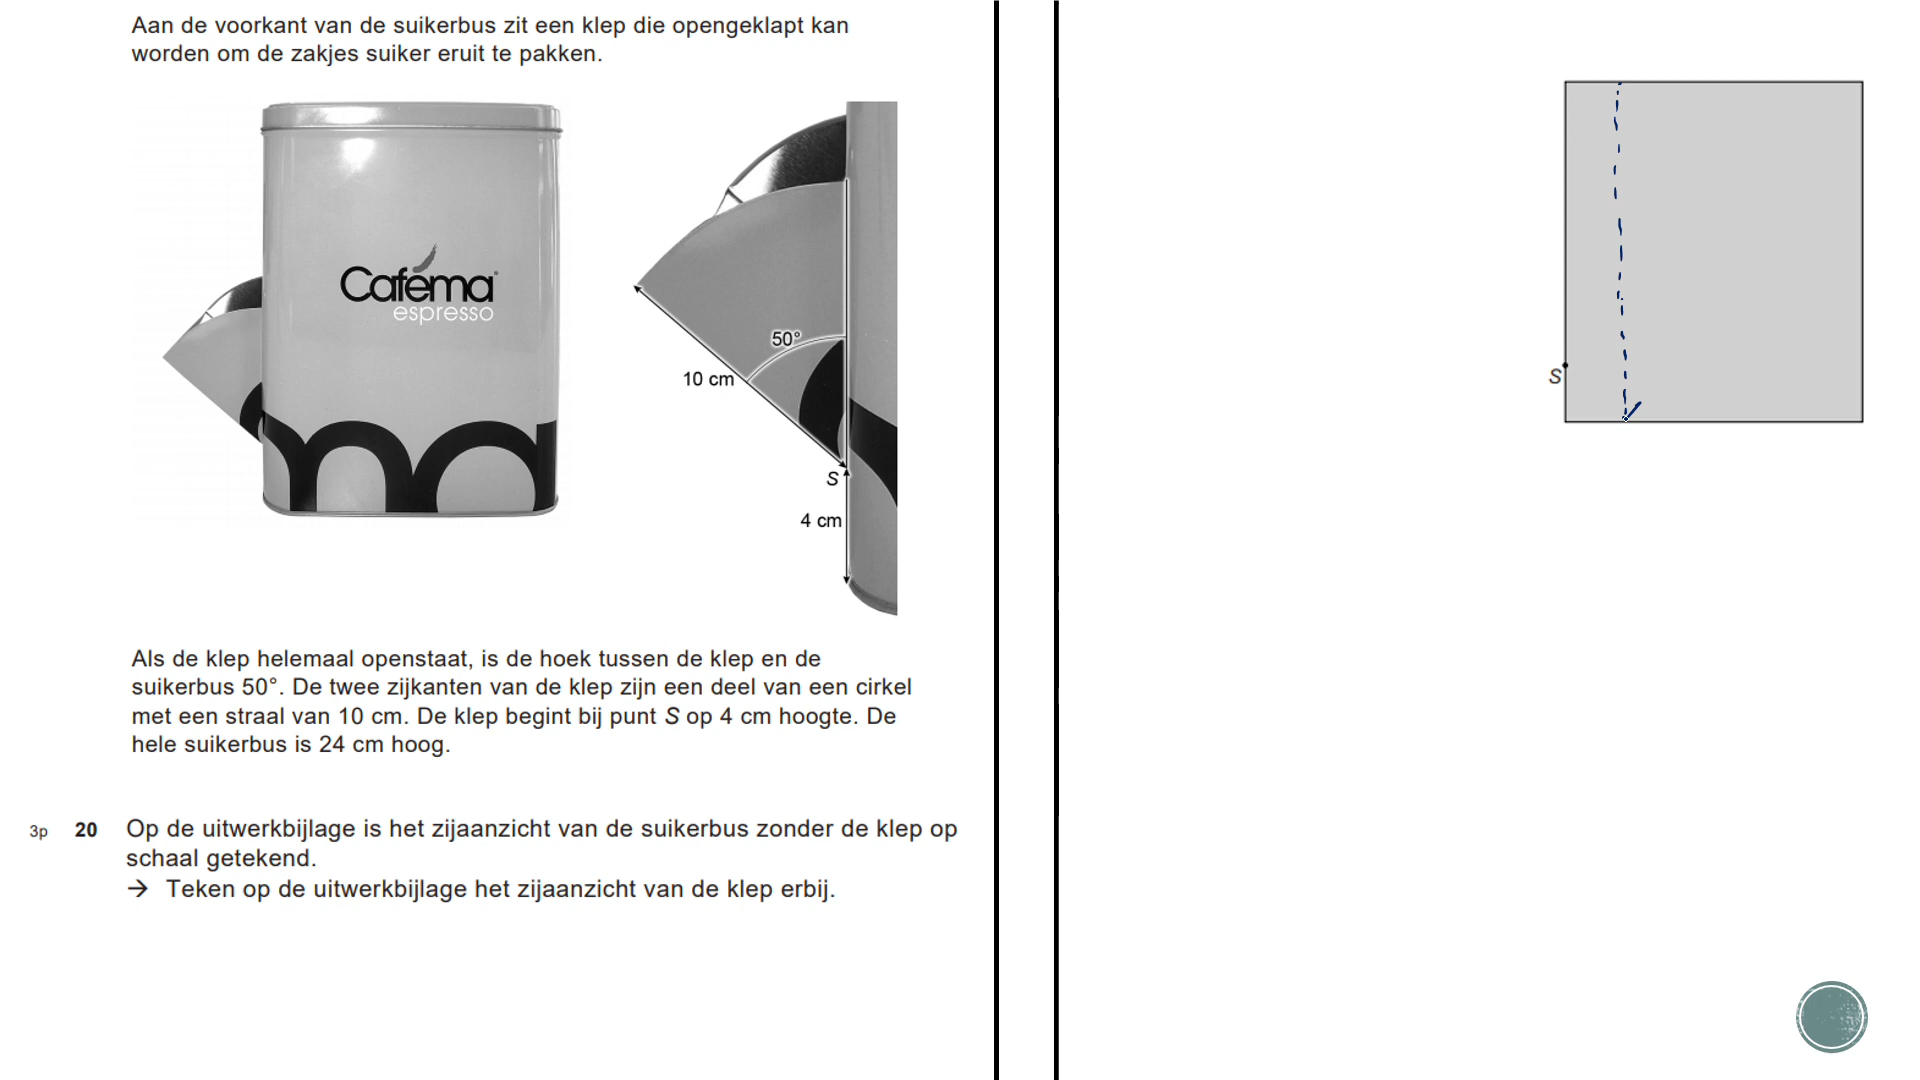 Aan de voorkant van de suikerbus zit een klep die opengeklapt kan
worden om de zakjes suiker eruit te pakken.
Caféma
espresso
ma
50°
10 cm
S
4 cm
S
Als de klep helemaal openstaat, is de hoek tussen de klep en de
suikerbus 50°. De twee zijkanten van de klep zijn een deel van een cirkel
met een straal van 10 cm. De klep begint bij punt S op 4 cm hoogte. De
hele suikerbus is 24 cm hoog.
3p 20 Op de uitwerkbijlage is het zijaanzicht van de suikerbus zonder de klep op
schaal getekend.
→ Teken op de uitwerkbijlage het zijaanzicht van de klep erbij.